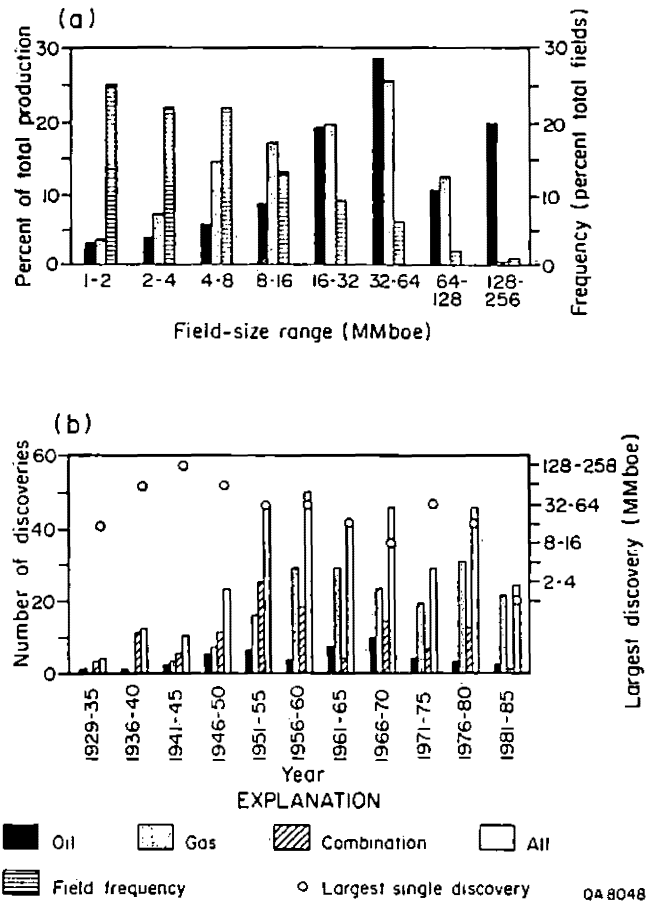 (a)
Percent of total production
30
20
10
0
30
20
10
0
Frequency (percent total fields)
1-2 2-4 4-8 8-16 16-32 32-64 64-128 128-256
Field-size range (MMboe)
(b)
Number of discoveries
60
40
20
0
128-258
32-64
8-16
2-4
Largest discovery (MMboe)
1929-35 1936-40 1941-45 1946-50 1951-55 1956-60 1961-65 1966-70 1971-75 1976-80 1981-85
Year
EXPLANATION
Oil Gas Combination All
Field frequency Largest single discovery QA8048